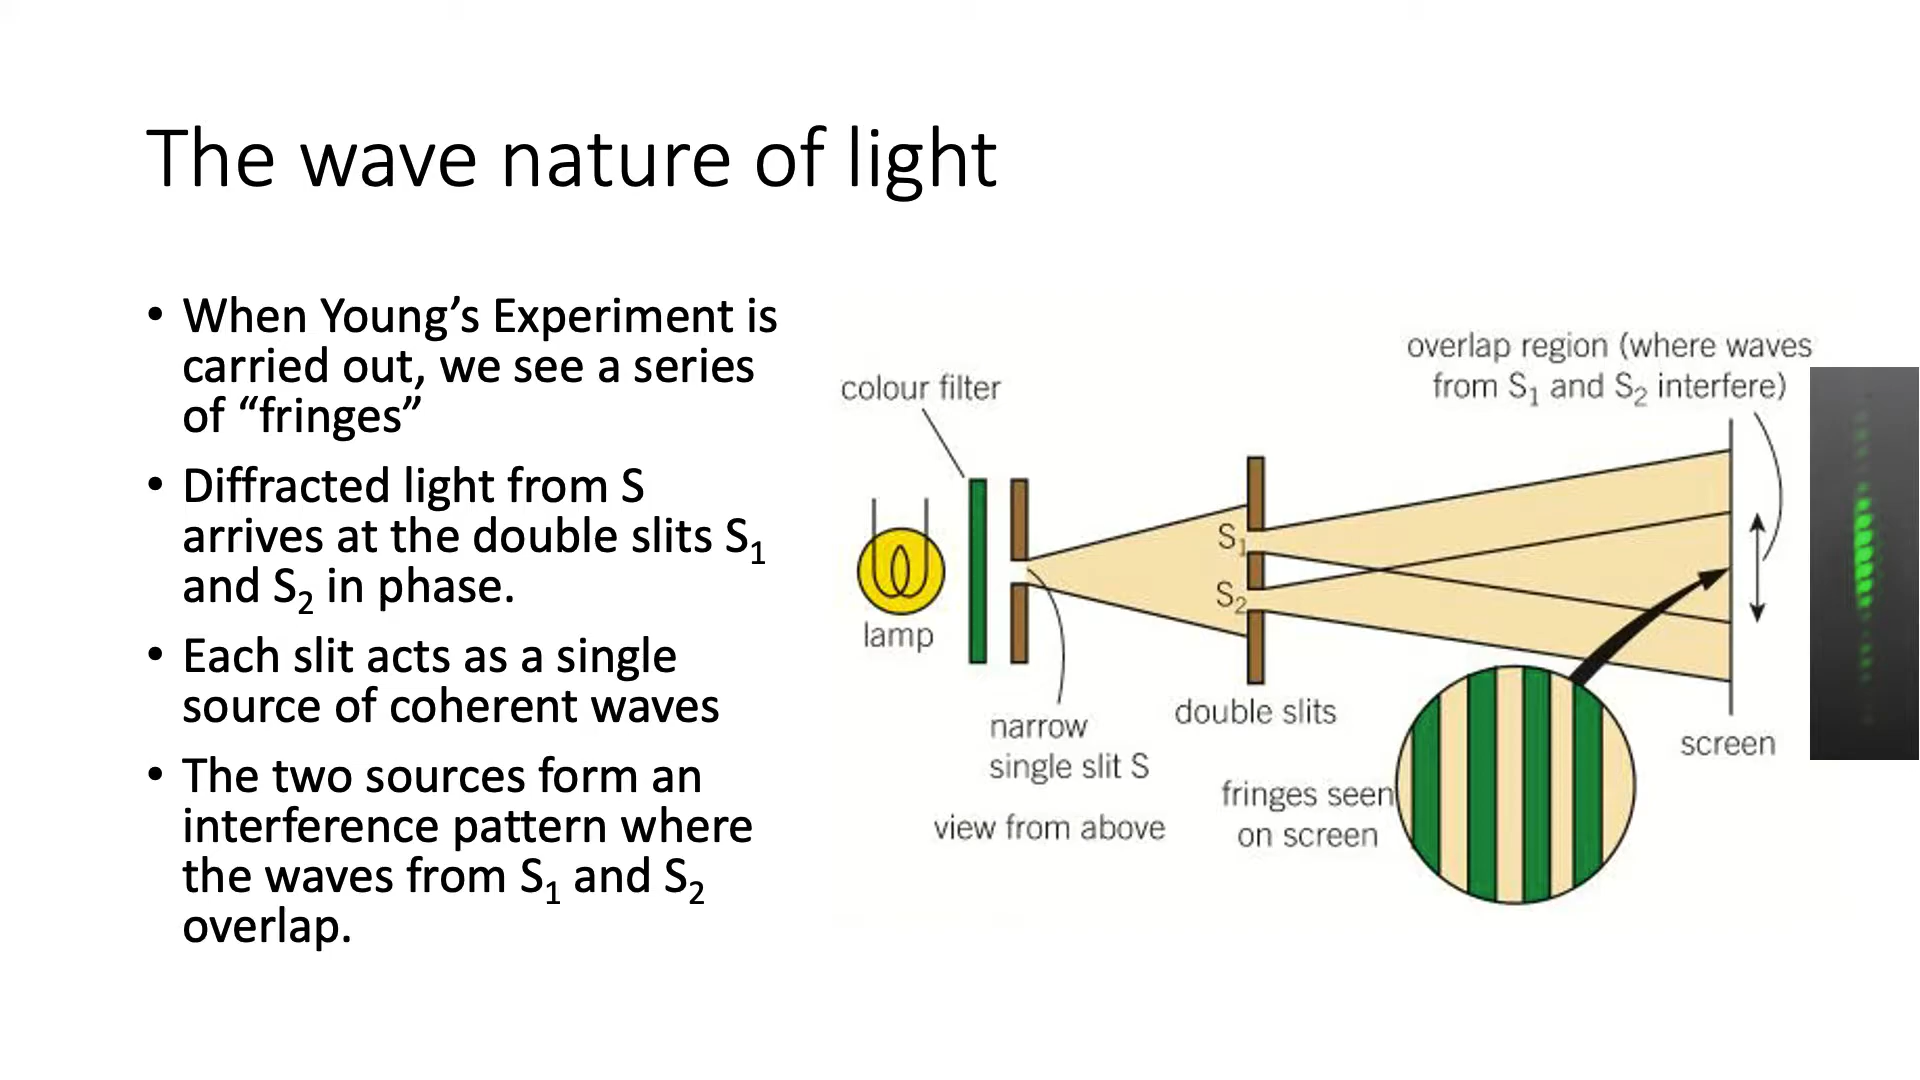 The wave nature of light
• When Young’s Experiment is
carried out, we see a series
of “fringes”
• Diffracted light from S
arrives at the double slits S₁
and S₂ in phase.
• Each slit acts as a single
source of coherent waves
• The two sources form an
interference pattern where
the waves from S₁ and S₂
overlap.
overlap region (where waves
from S₁ and S₂ interfere)
colour filter
S₁
S₂
lamp
narrow
single slit S
double slits
screen
view from above
fringes seen
on screen